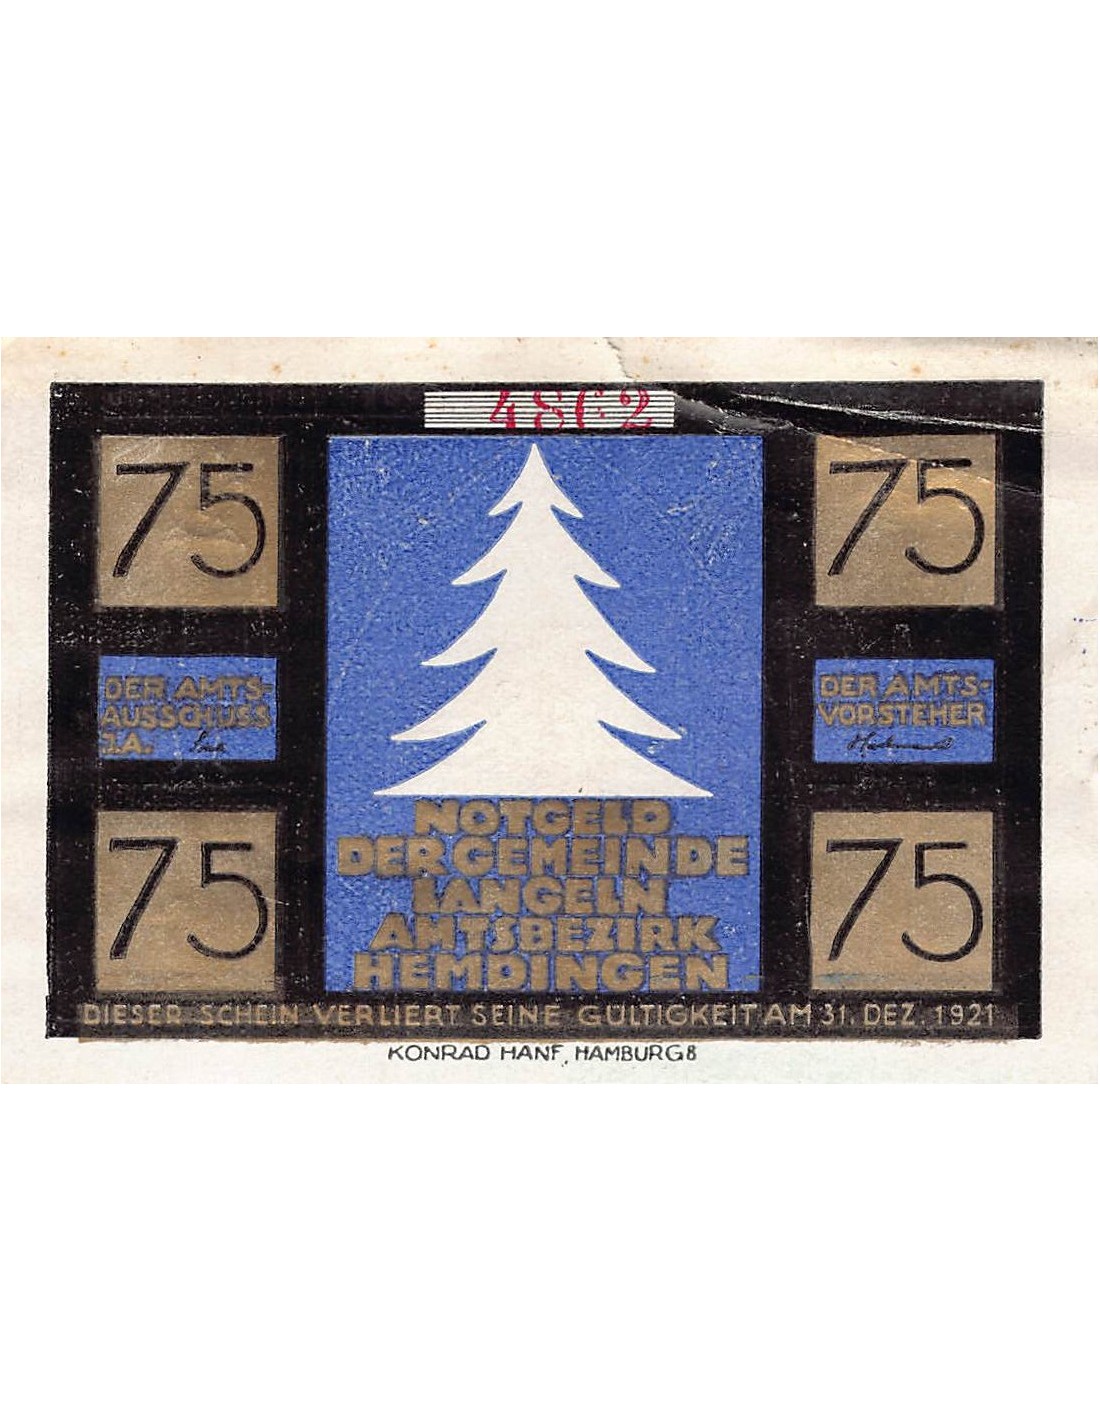 4862
75
75
DER AMTS-
AUSSCHUSS
J.A.
DER AMTS-
VORSTEHER
75
75
NOTGELD
DER GEMEINDE
LANGELN
AMTSBEZIRK
HEMDINGEN
DIESER SCHEIN VERLIERT SEINE GÜLTIGKEIT AM 31. DEZ. 1921
KONRAD HANF, HAMBURG 8